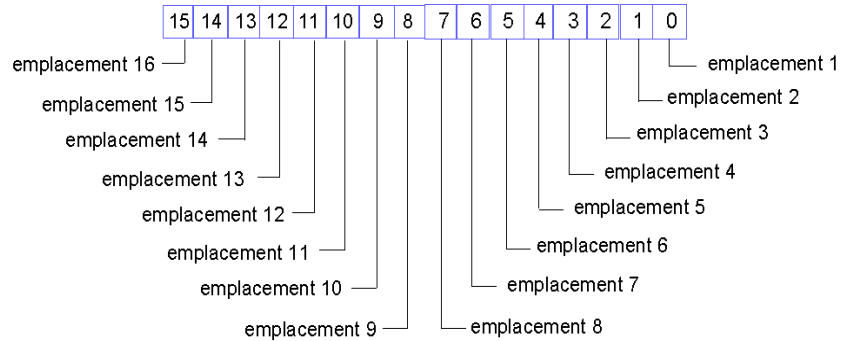 15 14 13 12 11 10 9 8 7 6 5 4 3 2 1 0
emplacement 16
emplacement 1
emplacement 15
emplacement 2
emplacement 14
emplacement 3
emplacement 13
emplacement 4
emplacement 12
emplacement 5
emplacement 11
emplacement 6
emplacement 10
emplacement 7
emplacement 9
emplacement 8